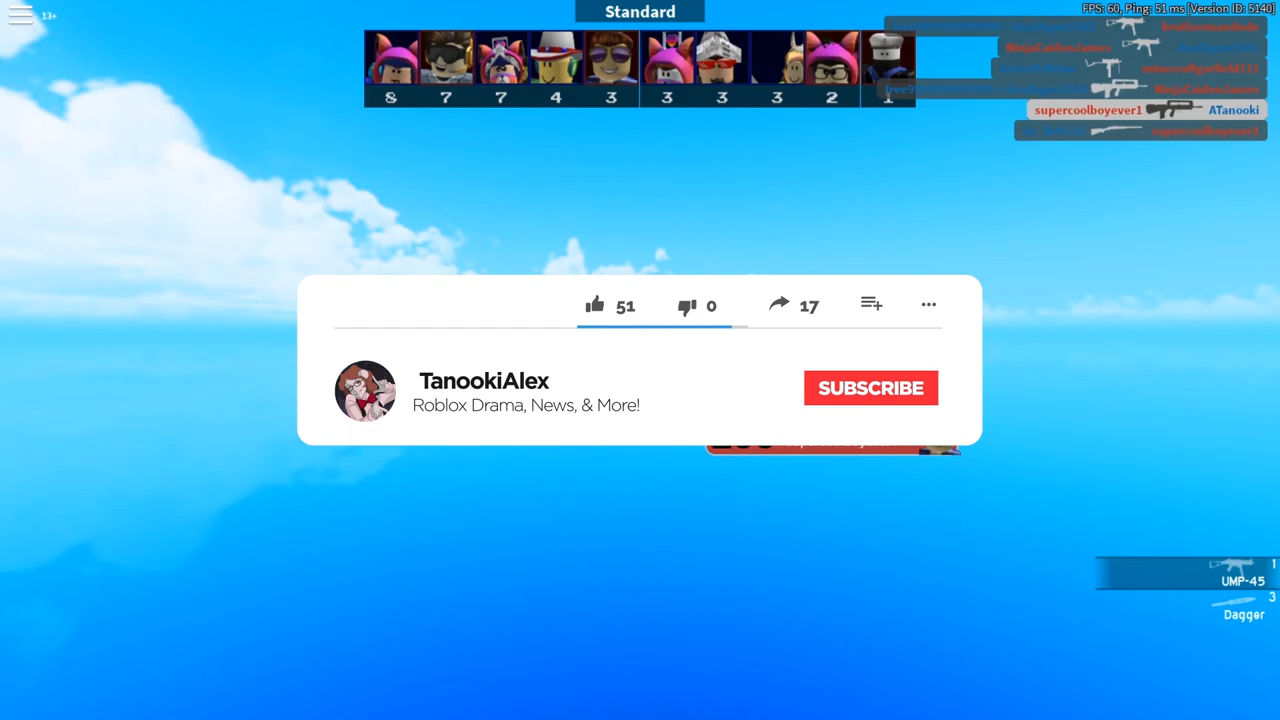 Standard
FPS: 60, Ping: 51 ms [Version ID: 5140]
13+
NinjaCaldenJames
minecraftgarfield111
NinjaCaldenJames
8 7 7 4 3 3 3 3 2 1
supercoolboyever1 ATanooki
supercoolboyever1
51 0 17
TanookiAlex
SUBSCRIBE
Roblox Drama, News, & More!
1
UMP-45
3
Dagger